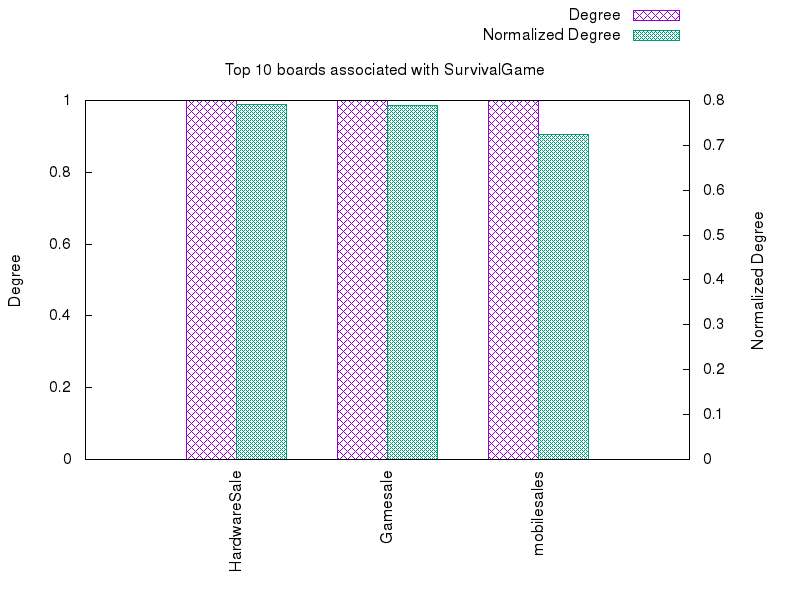 Degree
Normalized Degree
Top 10 boards associated with SurvivalGame
1
0.8
0.6
0.4
0.2
0
0.8
0.7
0.6
0.5
0.4
0.3
0.2
0.1
0
Degree
Normalized Degree
HardwareSale
Gamesale
mobilesales